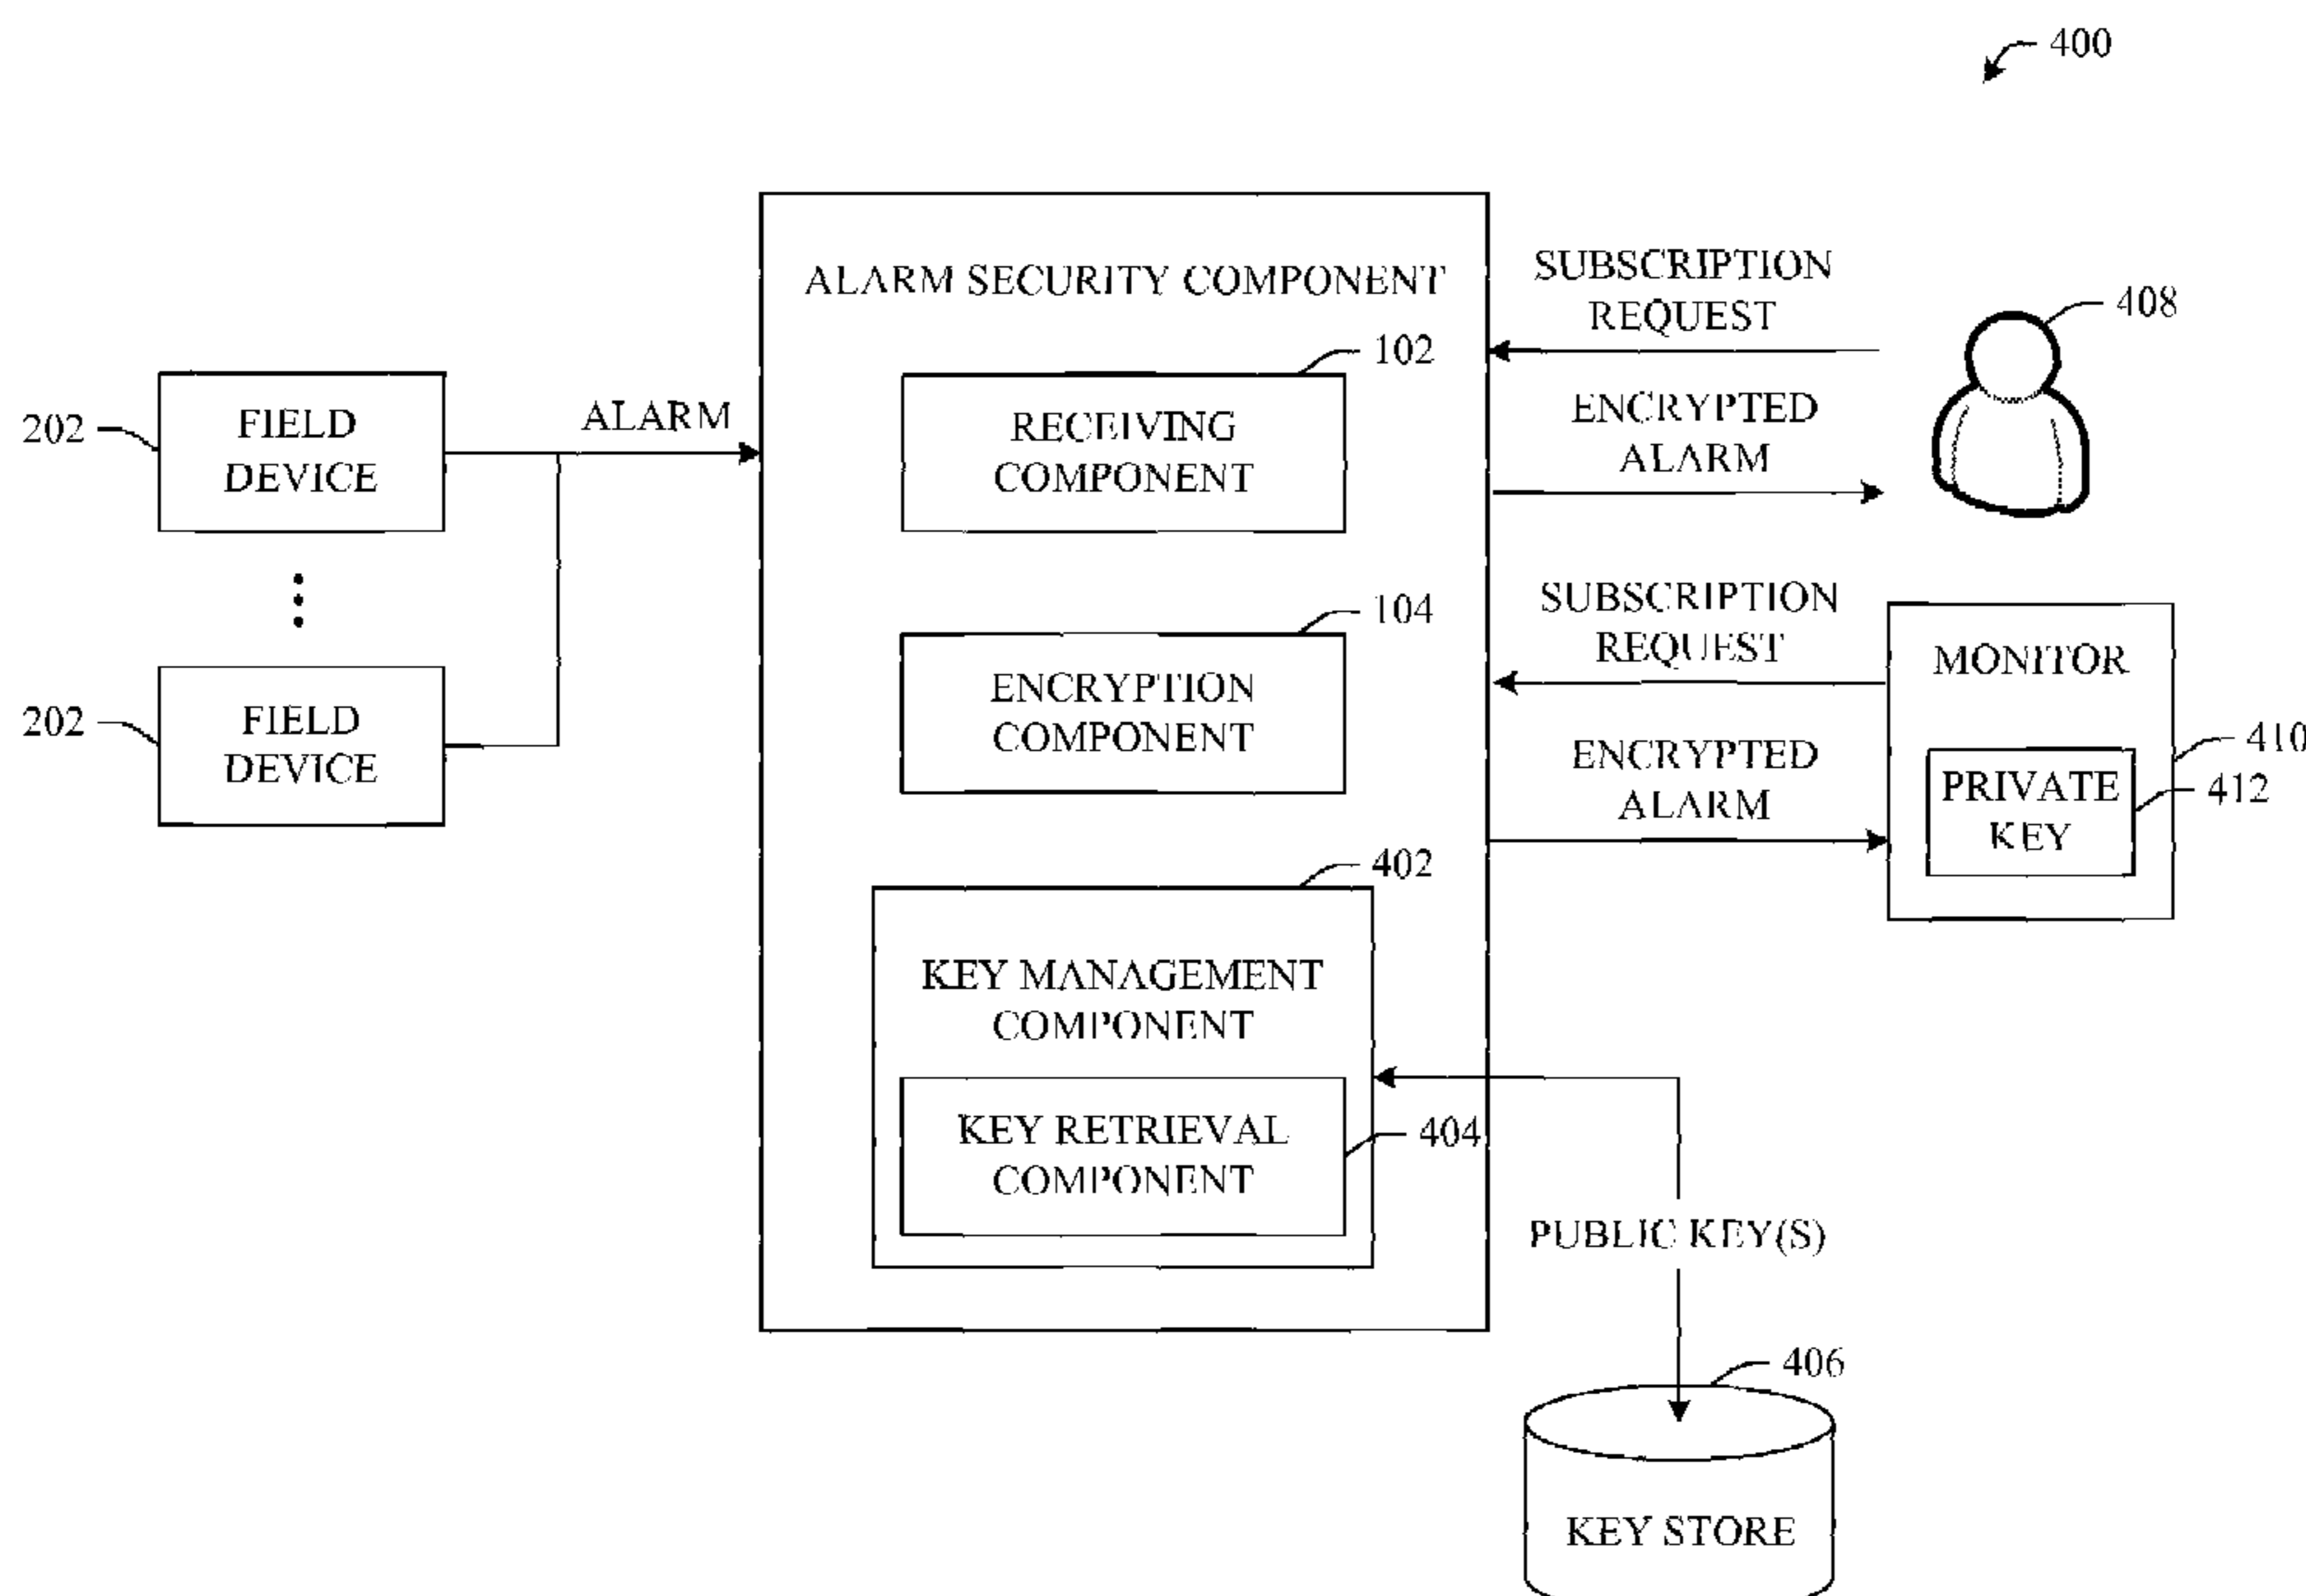 400
ALARM SECURITY COMPONENT
SUBSCRIPTION
REQUEST
408
102
RECEIVING
COMPONENT
ENCRYPTED
ALARM
202
FIELD
DEVICE
ALARM
104
ENCRYPTION
COMPONENT
SUBSCRIPTION
REQUEST
MONITOR
410
PRIVATE
KEY
412
202
FIELD
DEVICE
ENCRYPTED
ALARM
402
KEY MANAGEMENT
COMPONENT
KEY RETRIEVAL
COMPONENT
404
PUBLIC KEY(S)
406
KEY STORE